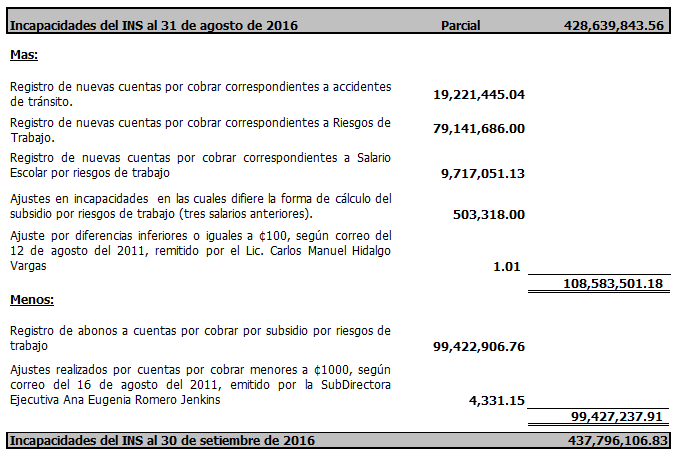 Incapacidades del INS al 31 de agosto de 2016 Parcial 428,639,843.56
Mas:
Registro de nuevas cuentas por cobrar correspondientes a accidentes
de tránsito. 19,221,445.04
Registro de nuevas cuentas por cobrar correspondientes a Riesgos de
Trabajo. 79,141,686.00
Registro de nuevas cuentas por cobrar correspondientes a Salario
Escolar por riesgos de trabajo 9,717,051.13
Ajustes en incapacidades en las cuales difiere la forma de cálculo del
subsidio por riesgos de trabajo (tres salarios anteriores). 503,318.00
Ajuste por diferencias inferiores o iguales a ¢100, según correo del
12 de agosto del 2011, remitido por el Lic. Carlos Manuel Hidalgo
Vargas 1.01
108,583,501.18
Menos:
Registro de abonos a cuentas por cobrar por subsidio por riesgos de
trabajo 99,422,906.76
Ajustes realizados por cuentas por cobrar menores a ¢1000, según
correo del 16 de agosto del 2011, emitido por la SubDirectora
Ejecutiva Ana Eugenia Romero Jenkins 4,331.15
99,427,237.91
Incapacidades del INS al 30 de setiembre de 2016 437,796,106.83